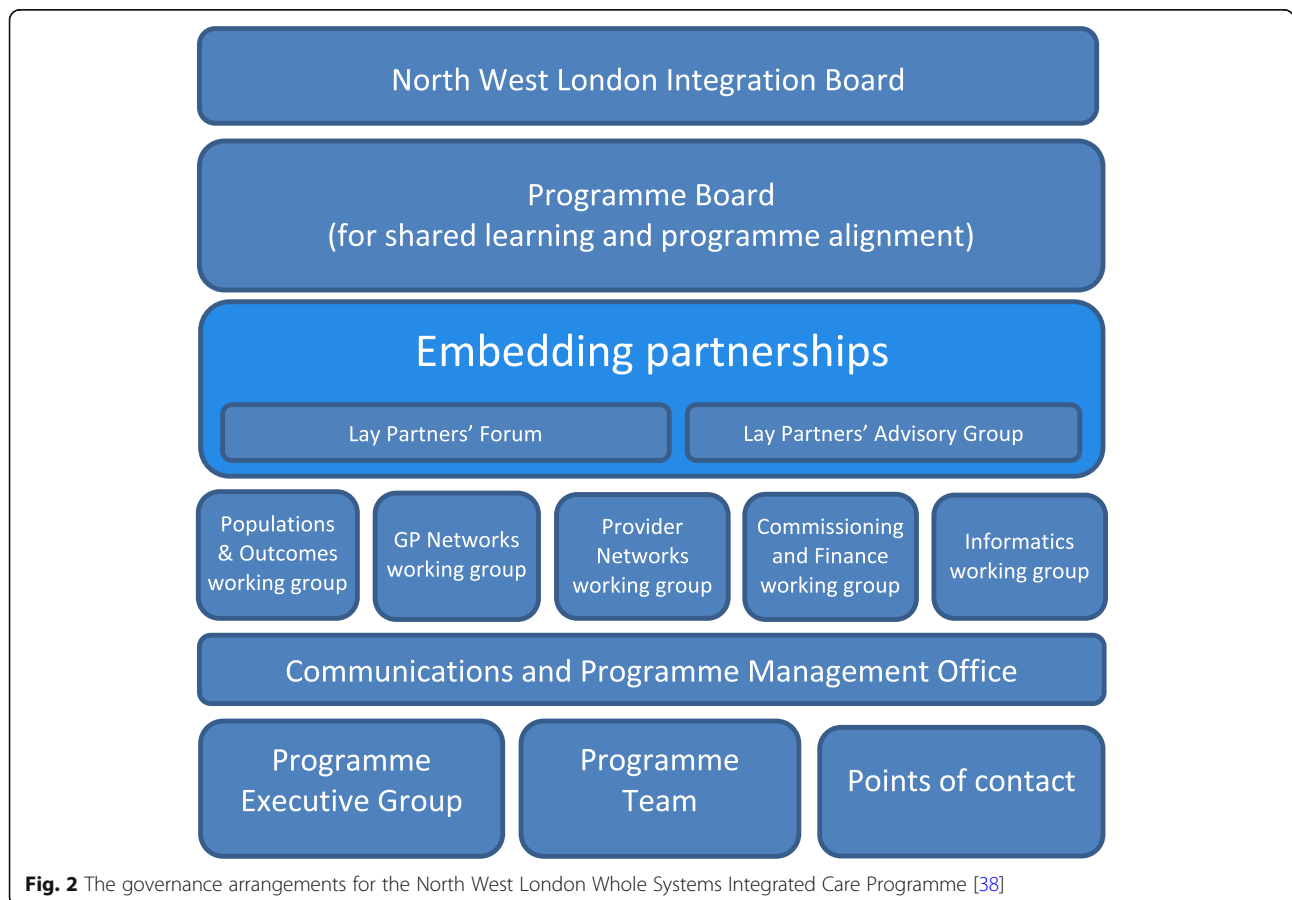 North West London Integration Board
Programme Board
(for shared learning and programme alignment)
Embedding partnerships
Lay Partners’ Forum
Lay Partners’ Advisory Group
Populations
& Outcomes
working group
GP Networks
working group
Provider
Networks
working group
Commissioning
and Finance
working group
Informatics
working group
Communications and Programme Management Office
Programme
Executive Group
Programme
Team
Points of contact
Fig. 2 The governance arrangements for the North West London Whole Systems Integrated Care Programme [38]